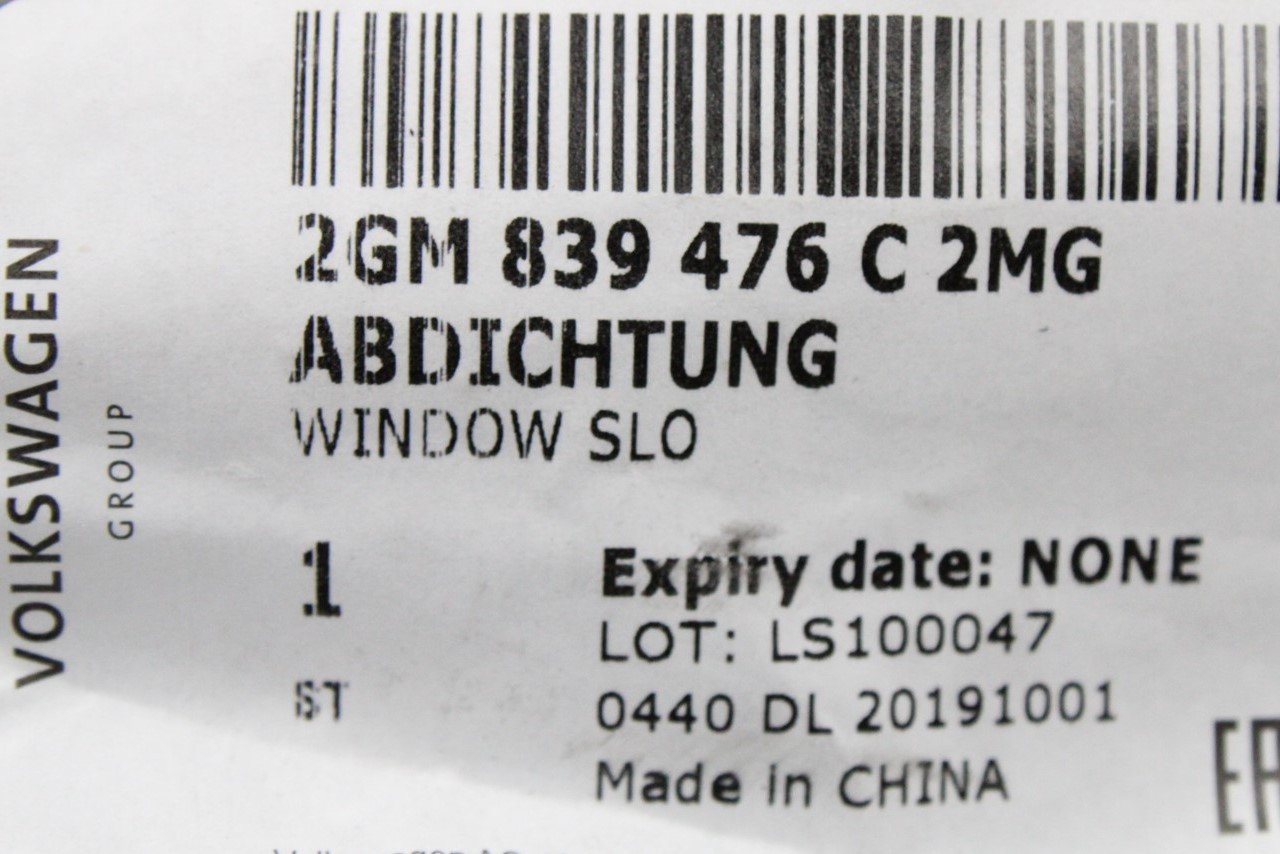 VOLKSWAGEN
GROUP
2GM 839 476 C 2MG
ABDICHTUNG
WINDOW SLO
1
Expiry date: NONE
LOT: LS100047
ST
0440 DL 20191001
Made in CHINA